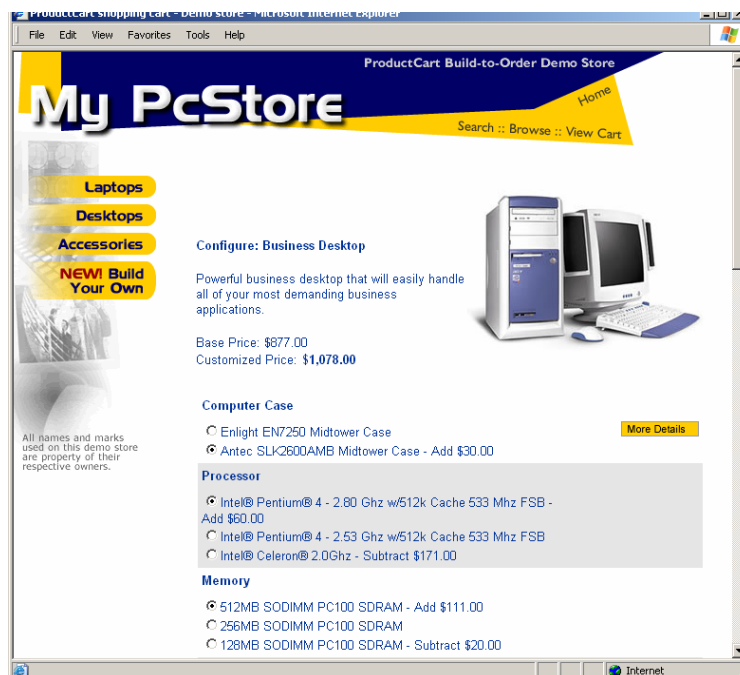 ProductCart shopping cart - Demo store - Microsoft Internet Explorer
File Edit View Favorites Tools Help
ProductCart Build-to-Order Demo Store
My PcStore
Home
Search :: Browse :: View Cart
Laptops
Desktops
Accessories
NEW! Build
Your Own
Configure: Business Desktop
Powerful business desktop that will easily handle
all of your most demanding business
applications.
Base Price: $877.00
Customized Price: $1,078.00
All names and marks
used on this demo store
are property of their
respective owners.
Computer Case
Enlight EN7250 Midtower Case
More Details
Antec SLK2600AMB Midtower Case - Add $30.00
Processor
Intel® Pentium® 4 - 2.80 Ghz w/512k Cache 533 Mhz FSB -
Add $60.00
Intel® Pentium® 4 - 2.53 Ghz w/512k Cache 533 Mhz FSB
Intel® Celeron® 2.0Ghz - Subtract $171.00
Memory
512MB SODIMM PC100 SDRAM - Add $111.00
256MB SODIMM PC100 SDRAM
128MB SODIMM PC100 SDRAM - Subtract $20.00
Internet